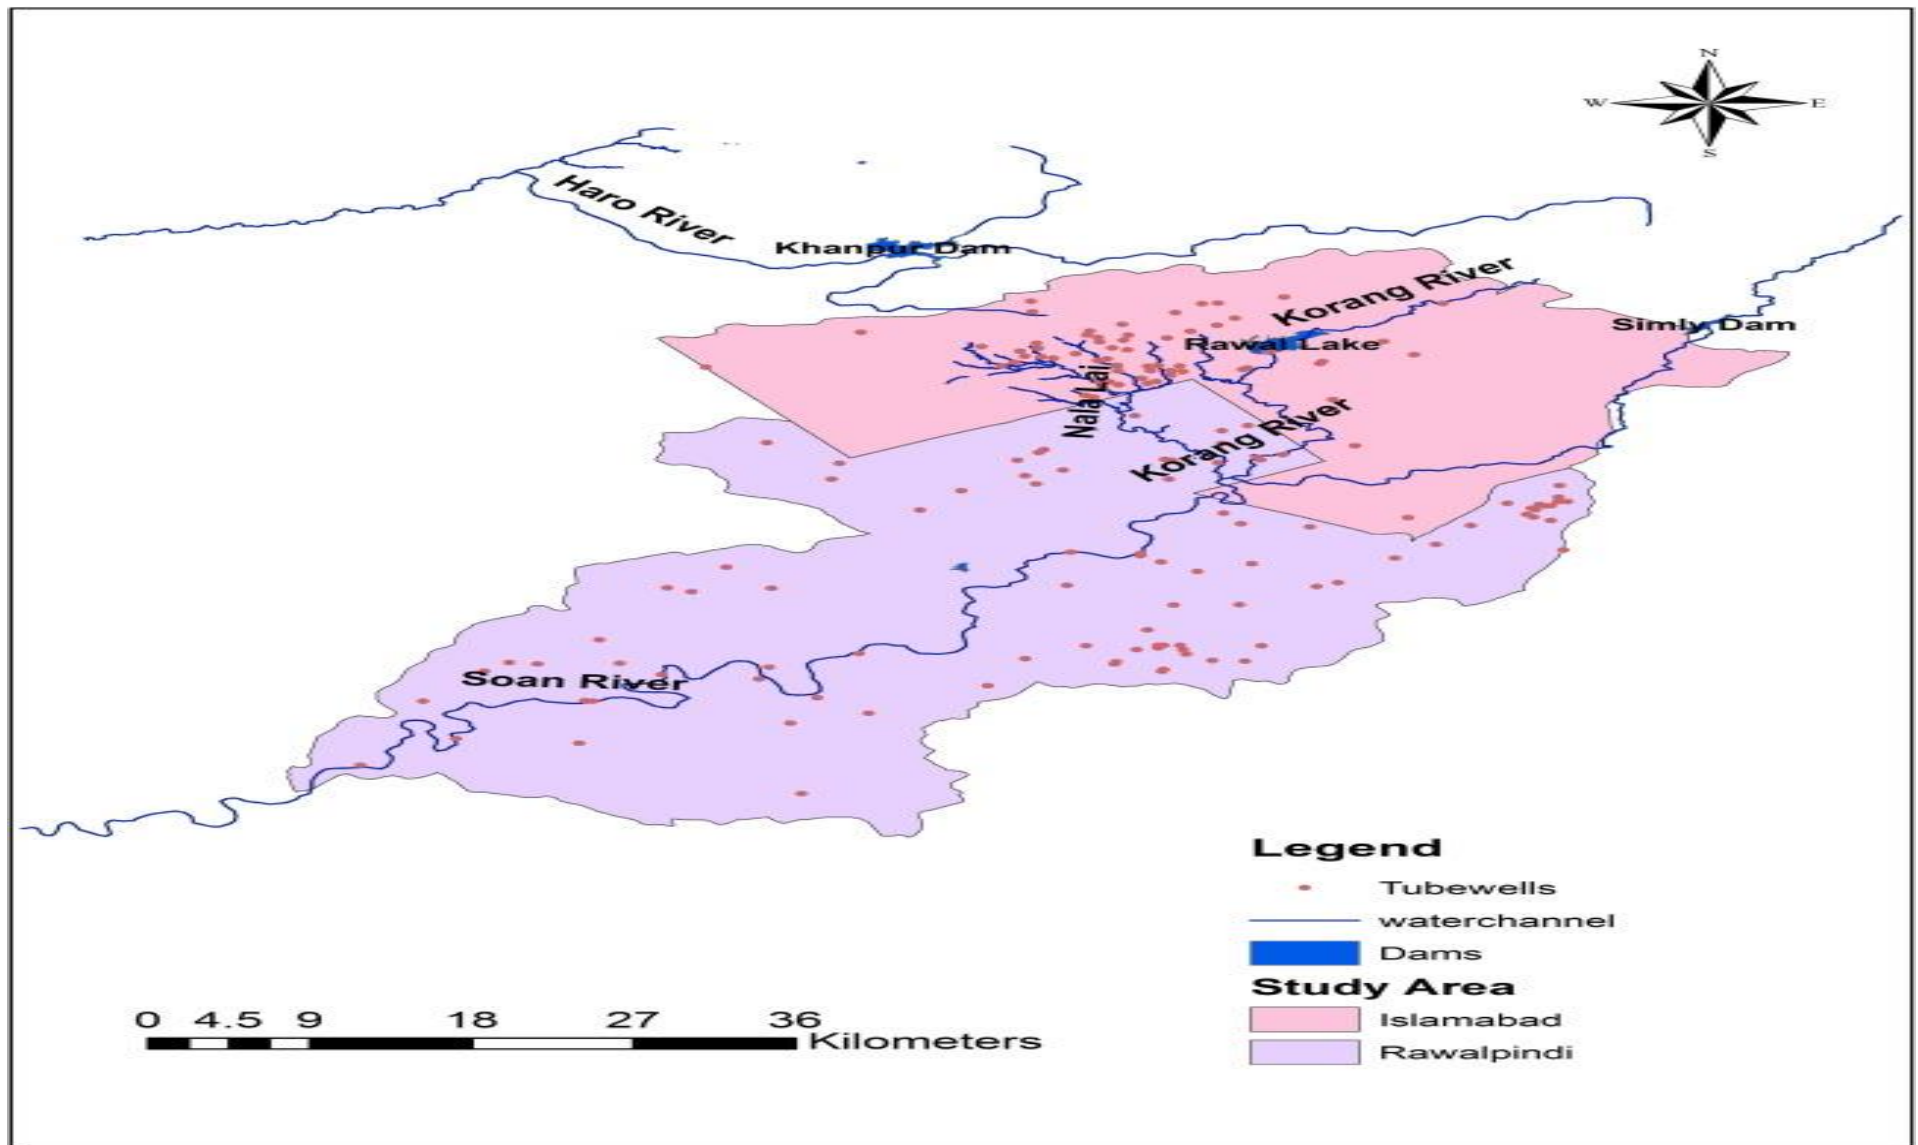 N
W E
S
Haro River
Khanpur Dam
Korang River
Simly Dam
Rawal Lake
Nala Lai
Korang River
Soan River
Legend
Tubewells
waterchannel
Dams
Study Area
Islamabad
Rawalpindi
0 4.5 9 18 27 36
Kilometers